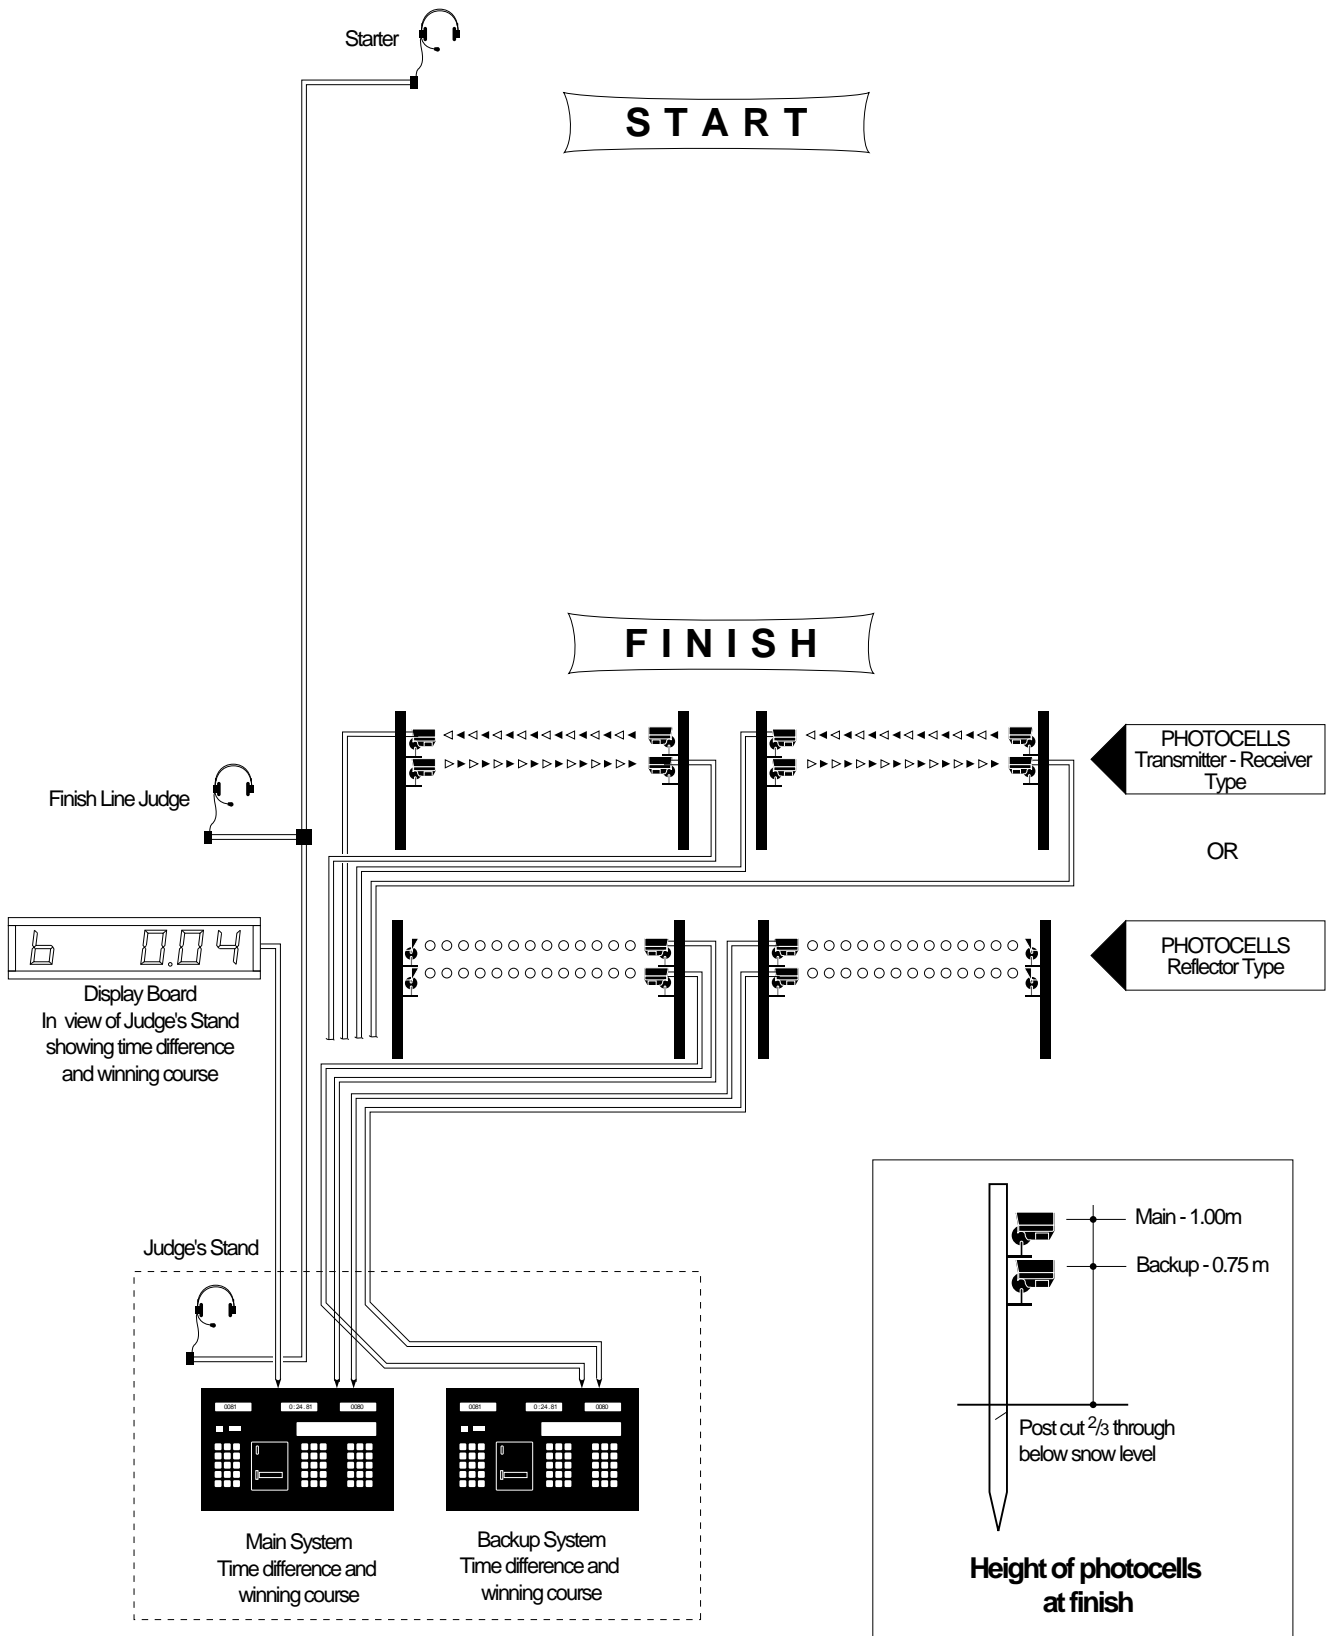 Starter
START
FINISH
PHOTOCELLS
Transmitter - Receiver
Type
Finish Line Judge
OR
b 0.04
PHOTOCELLS
Reflector Type
Display Board
In view of Judge's Stand
showing time difference
and winning course
Judge's Stand
Main - 1.00m
Backup - 0.75 m
0081 0:24.81 0080
0081 0:24.81 0080
Post cut 2/3 through
below snow level
Main System
Time difference and
winning course
Backup System
Time difference and
winning course
Height of photocells
at finish